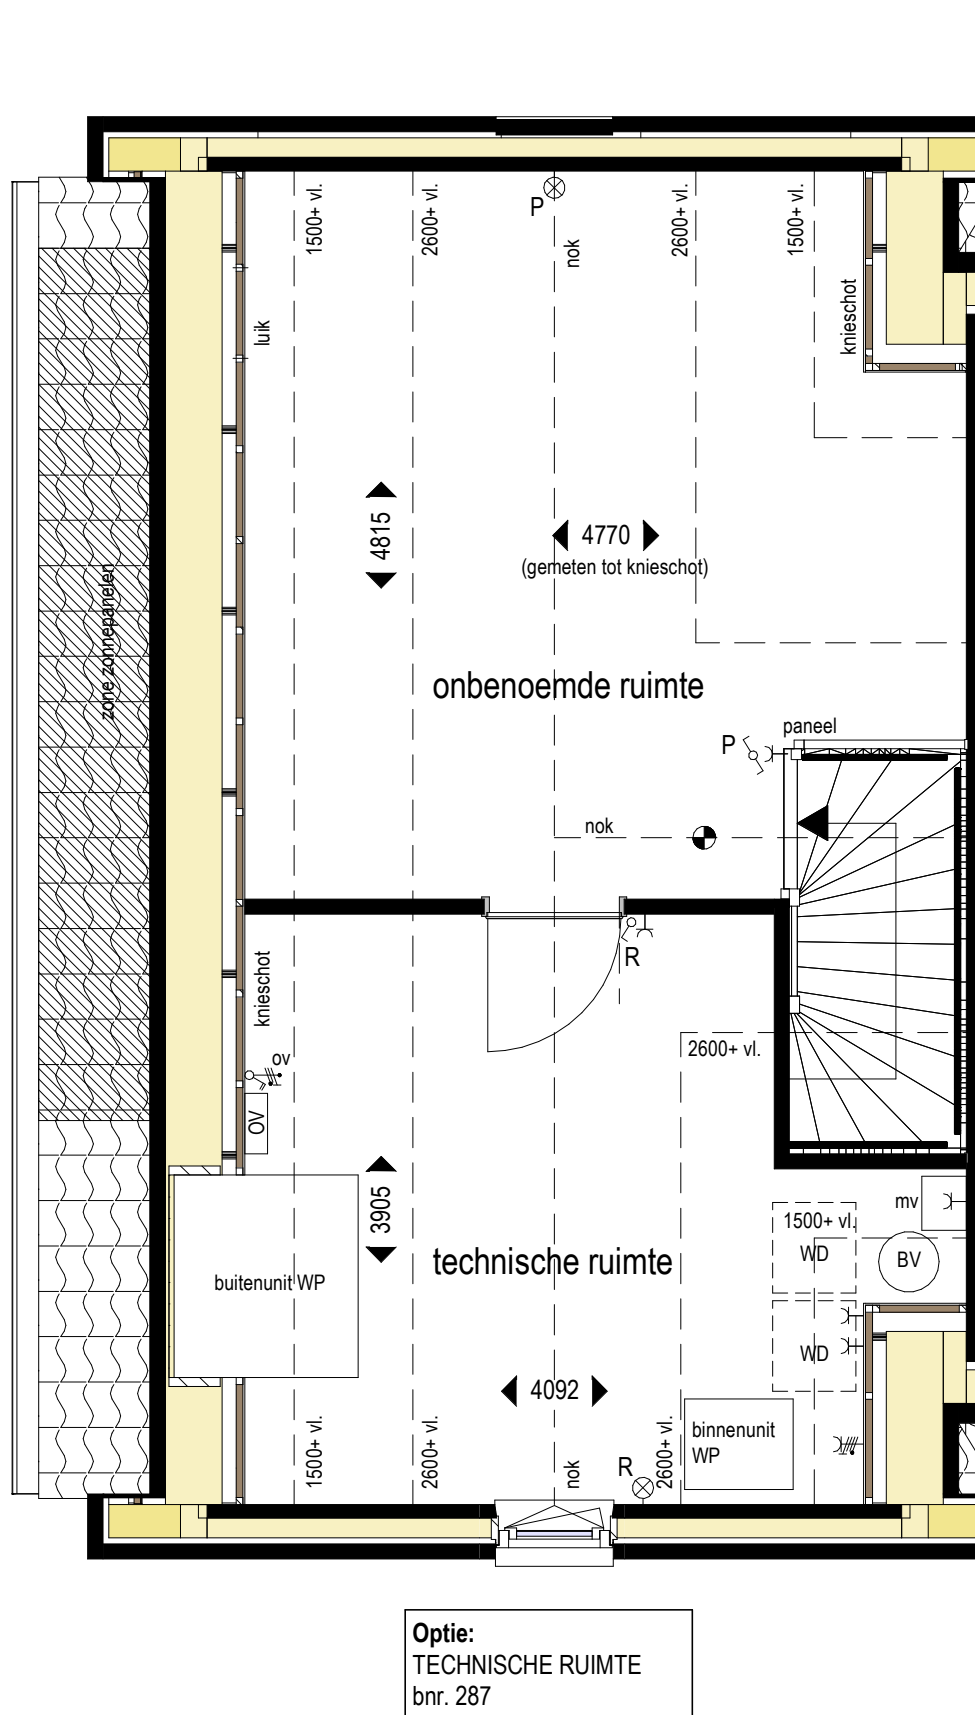 1500+ vl.
2600+ vl.
P
nok
2600+ vl.
1500+ vl.
luik
knieschot
4815
4770
(gemeten tot knieschot)
zone zonnepanelen
onbenoemde ruimte
P
paneel
nok
knieschot
R
ov
2600+ vl.
OV
3905
mv
1500+ vl.
WD
BV
technische ruimte
buitenunit WP
WD
4092
1500+ vl.
2600+ vl.
nok
R
2600+ vl.
binnenunit
WP
Optie:
TECHNISCHE RUIMTE
bnr. 287